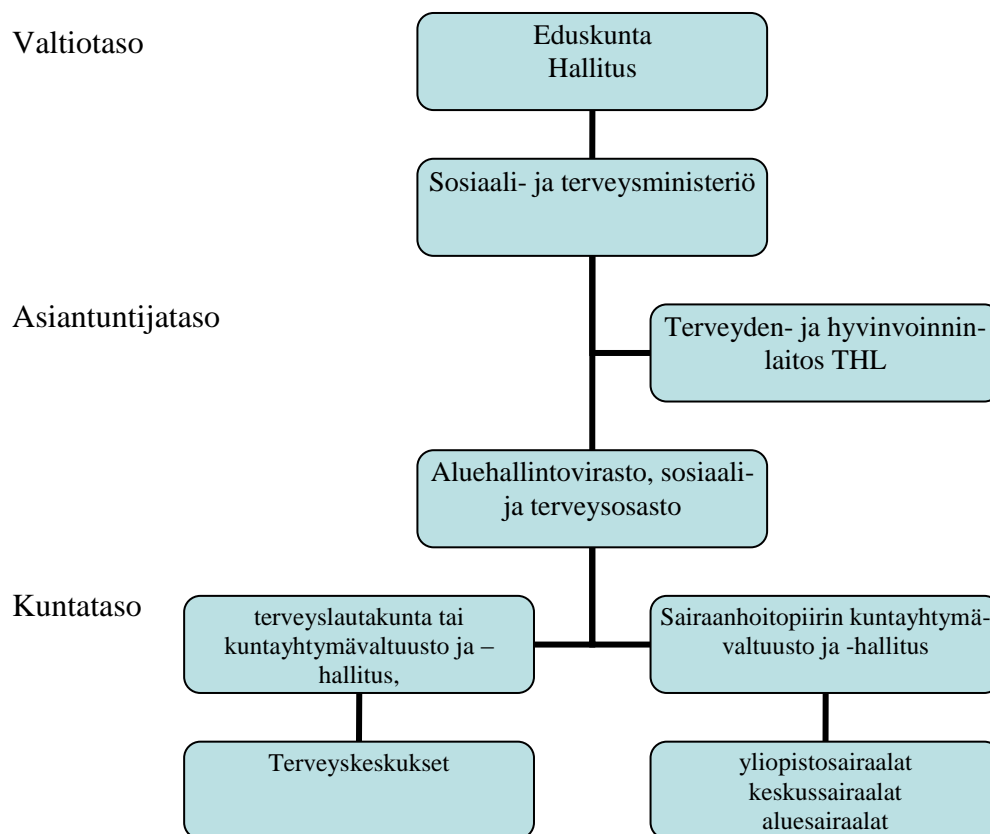 Valtiotaso
Eduskunta
Hallitus
Sosiaali- ja terveysministeriö
Asiantuntijataso
Terveyden- ja hyvinvoinnin-
laitos THL
Aluehallintovirasto, sosiaali-
ja terveysosasto
Kuntataso
terveyslautakunta tai
kuntayhtymävaltuusto ja –
hallitus,
Sairaanhoitopiirin kuntayhtymä-
valtuusto ja -hallitus
Terveyskeskukset
yliopistosairaalat
keskussairaalat
aluesairaalat